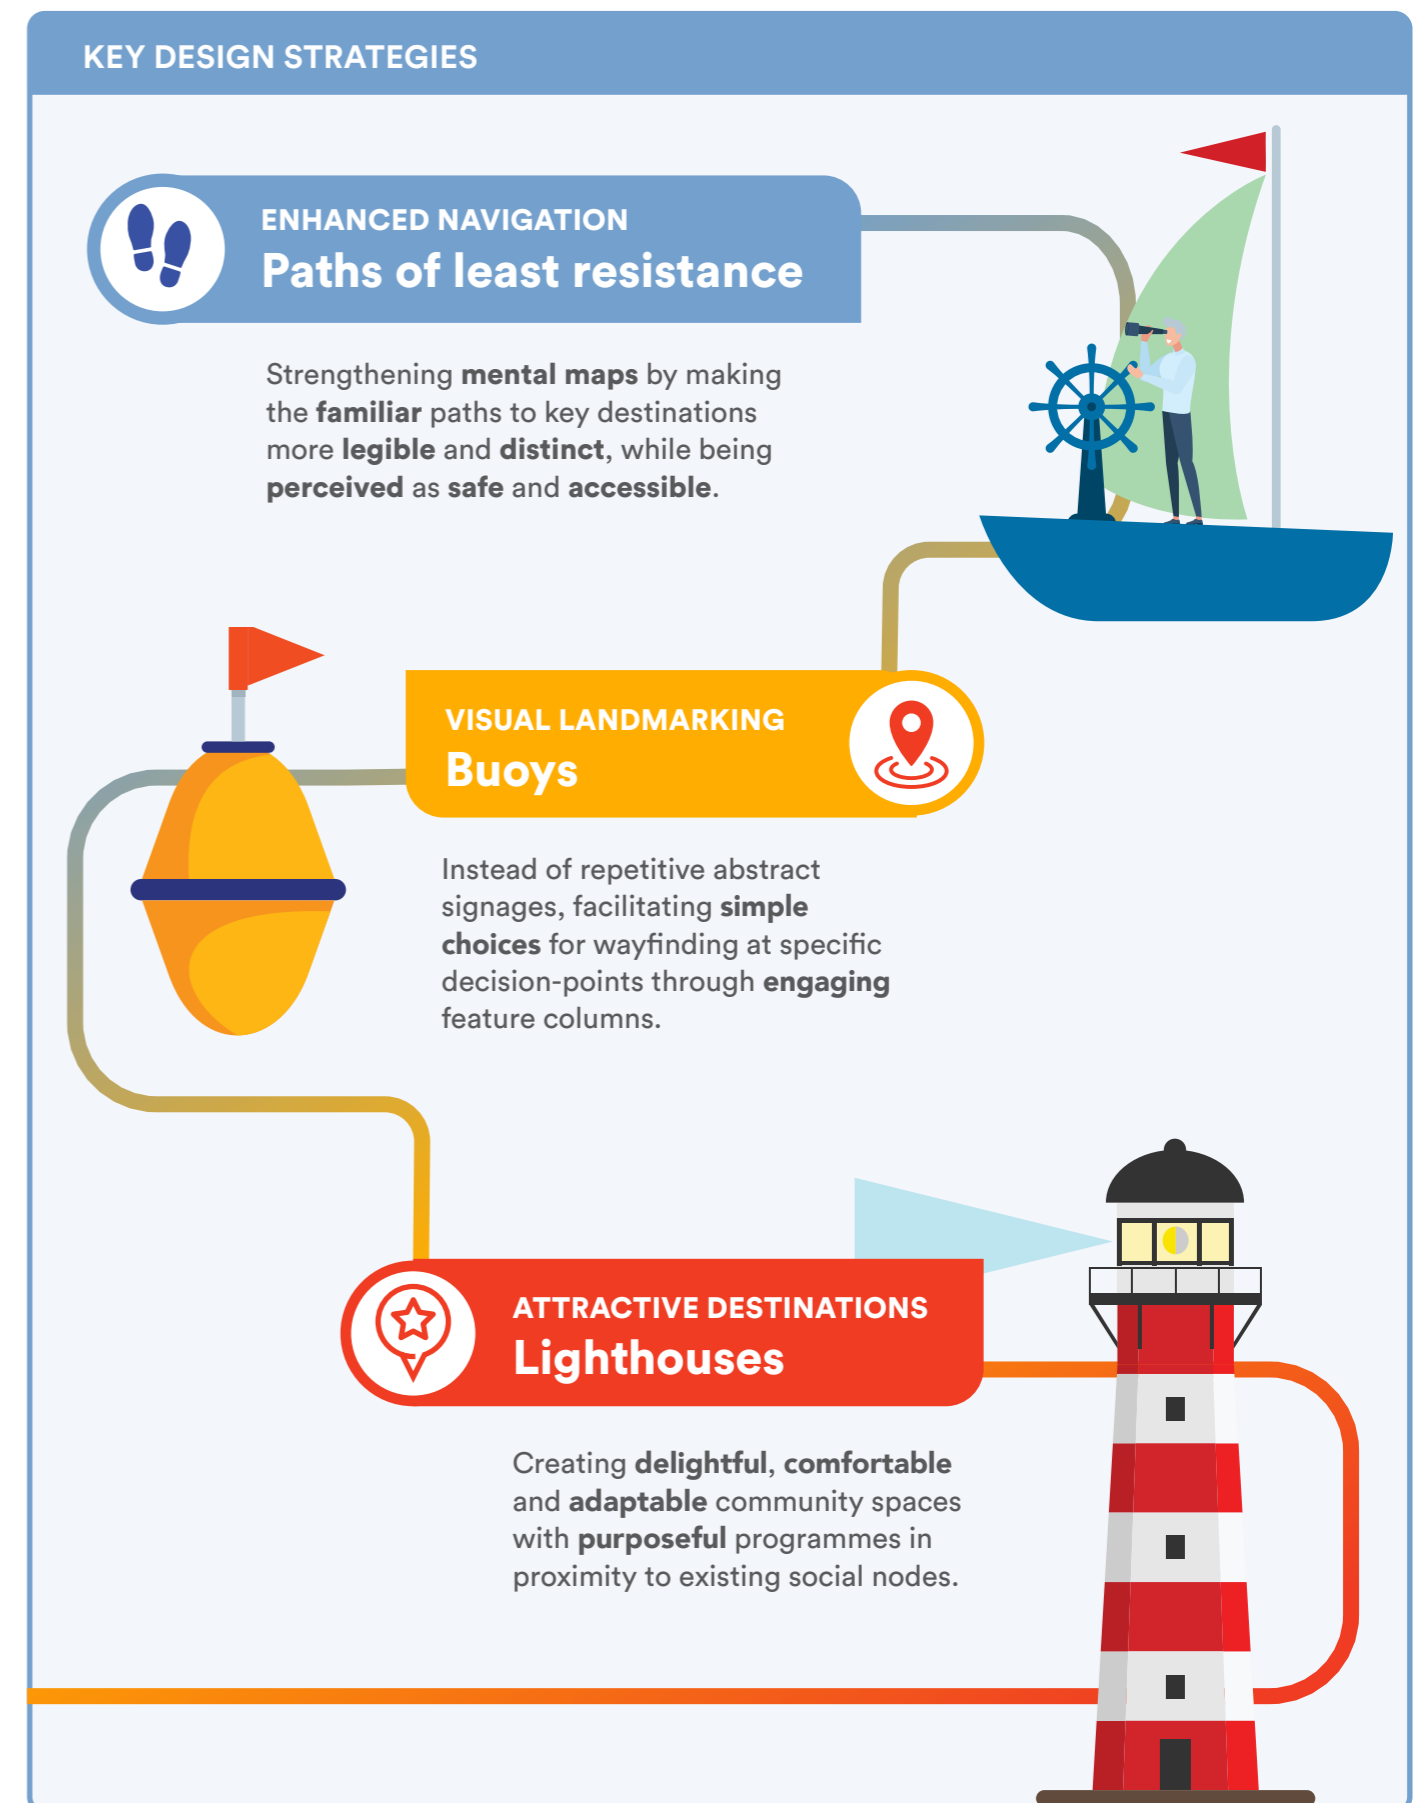 KEY DESIGN STRATEGIES
ENHANCED NAVIGATION
Paths of least resistance
Strengthening mental maps by making
the familiar paths to key destinations
more legible and distinct, while being
perceived as safe and accessible.
VISUAL LANDMARKING
Buoys
Instead of repetitive abstract
signages, facilitating simple
choices for wayfinding at specific
decision-points through engaging
feature columns.
ATTRACTIVE DESTINATIONS
Lighthouses
Creating delightful, comfortable
and adaptable community spaces
with purposeful programmes in
proximity to existing social nodes.